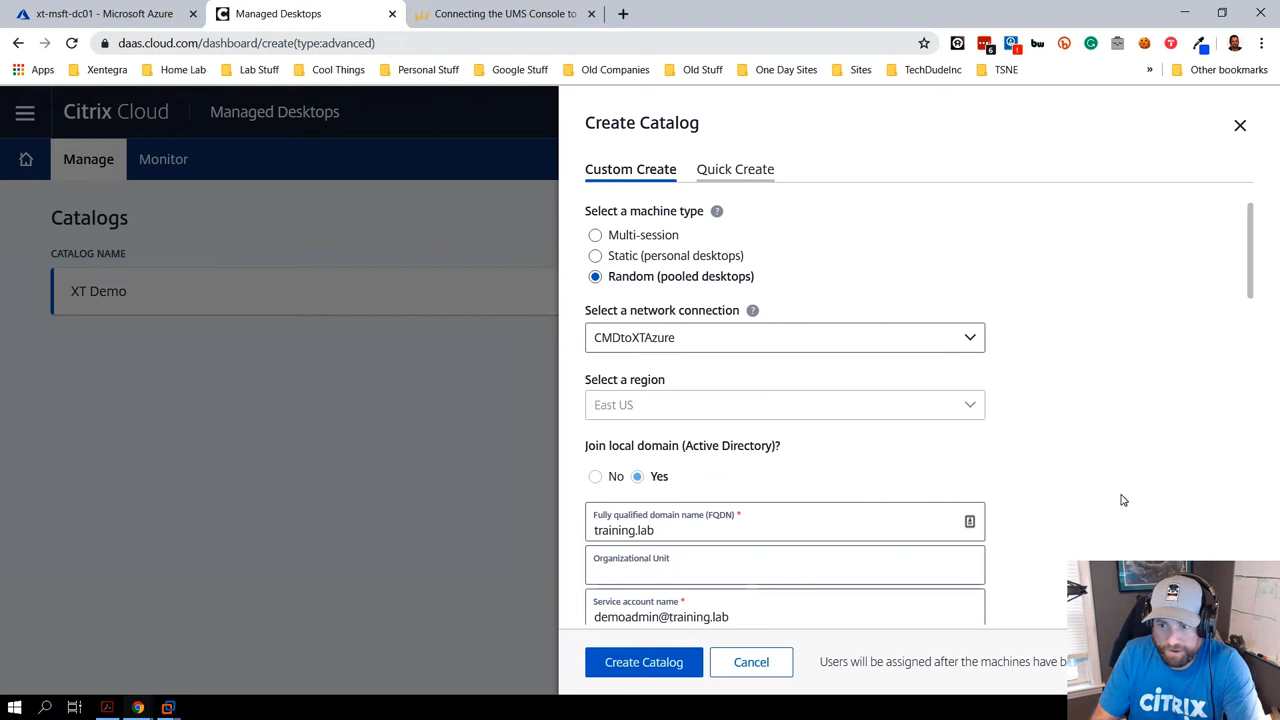 xt-msft-dc01 - Microsoft Azure
Managed Desktops
Connecting the UMS Console to
daas.cloud.com/dashboard/create(type:advanced)
Apps
Xentegra
Home Lab
Lab Stuff
Cool Things
Personal Stuff
Google Stuff
Old Companies
Old Stuff
One Day Sites
Sites
TechDudeInc
TSNE
Other bookmarks
Citrix Cloud
Managed Desktops
Manage
Monitor
Catalogs
CATALOG NAME
XT Demo
Create Catalog
Custom Create
Quick Create
Select a machine type
Multi-session
Static (personal desktops)
Random (pooled desktops)
Select a network connection
CMDtoXTAzure
Select a region
East US
Join local domain (Active Directory)?
No
Yes
Fully qualified domain name (FQDN) *
training.lab
Organizational Unit
Service account name *
demoadmin@training.lab
Create Catalog
Cancel
Users will be assigned after the machines have be
CITRIX